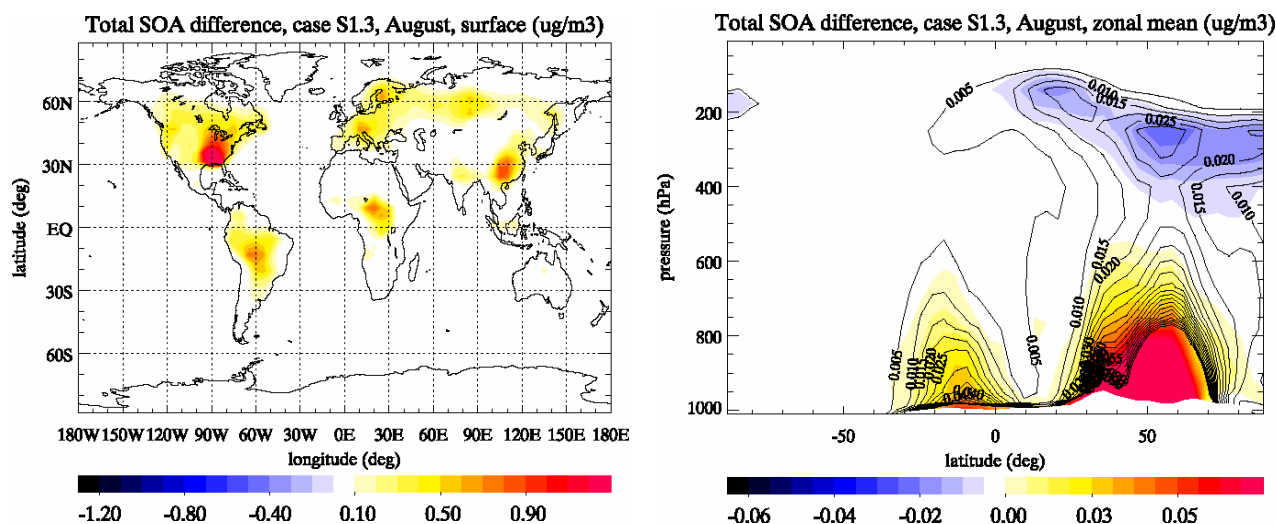 Total SOA difference, case S1.3, August, surface (ug/m3)
latitude (deg)
60N
30N
EQ
30S
60S
180W 150W 120W 90W 60W 30W 0E 30E 60E 90E 120E 150E 180E
longitude (deg)
-1.20 -0.80 -0.40 0.10 0.50 0.90
Total SOA difference, case S1.3, August, zonal mean (ug/m3)
pressure (hPa)
200
400
600
800
1000
0.005
0.010
0.015
0.025
0.020
0.015
0.010
0.015
0.020
0.010
0.005
0.005
0.010
0.015
0.020
0.025
0.040
-50 0 50
latitude (deg)
-0.06 -0.04 -0.02 0.00 0.03 0.05